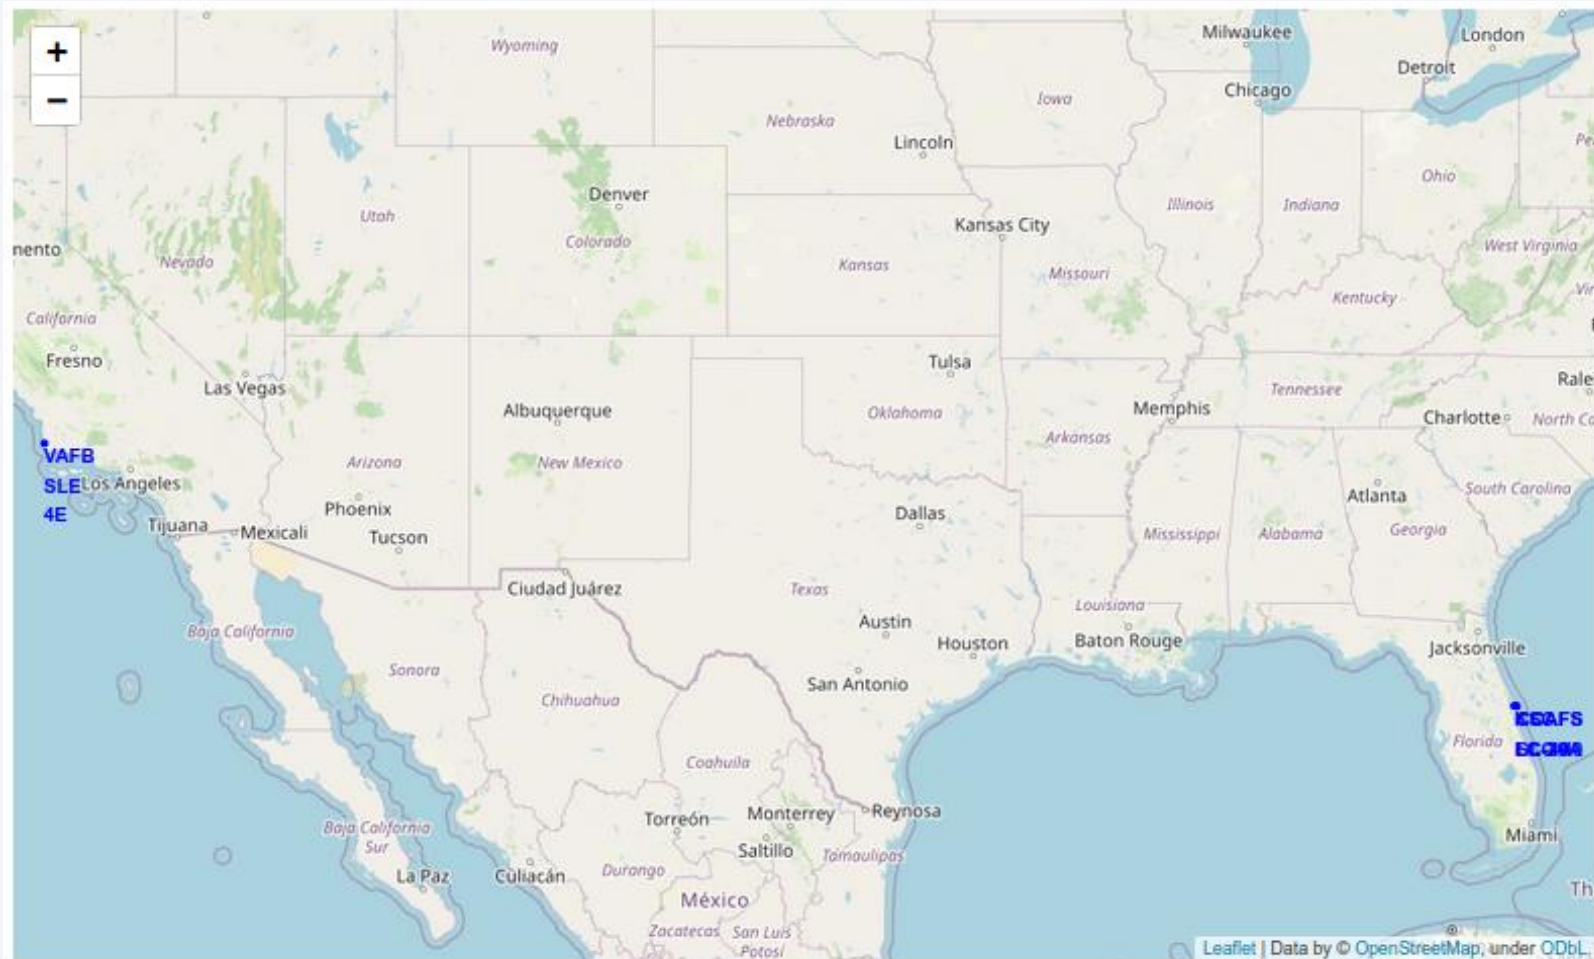 +
−
Wyoming
Milwaukee
London
Detroit
Chicago
Iowa
Nebraska
Lincoln
Ohio
Denver
Utah
Illinois
Indiana
Kansas City
nento
Colorado
West Virginia
Nevada
Kansas
Missouri
Kentucky
California
Fresno
Tulsa
Las Vegas
Rale
Tennessee
Albuquerque
Oklahoma
Memphis
Charlotte
North Ca
Arkansas
VAFB
SLE
4E
Los Angeles
Arizona
New Mexico
South Carolina
Atlanta
Phoenix
Dallas
Tijuana
Mexicali
Tucson
Mississippi
Alabama
Georgia
Ciudad Juárez
Texas
Louisiana
Austin
Baja California
Houston
Baton Rouge
Jacksonville
Sonora
San Antonio
Chihuahua
Florida
Coahuila
Torreón
Monterrey
Reynosa
Baja California
Sur
Miami
Saltillo
Tamaulipas
La Paz
Culiacán
Durango
Th
México
Zacatecas
San Luis
Potosí
Leaflet | Data by © OpenStreetMap, under ODbL.